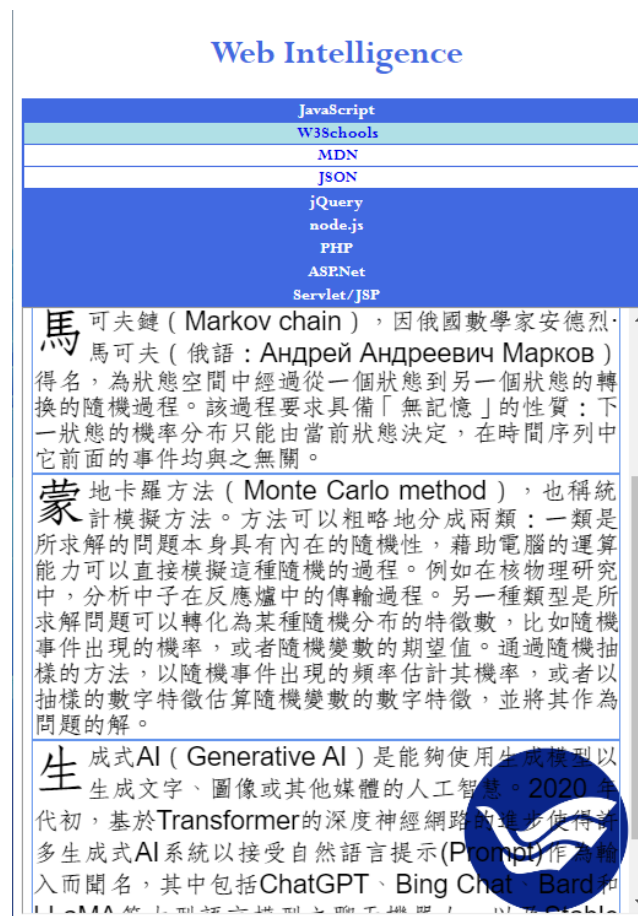 Web Intelligence
JavaScript
W3Schools
MDN
JSON
jQuery
node.js
PHP
ASP.Net
Servlet/JSP
馬可夫鏈（Markov chain），因俄國數學家安德烈·
馬可夫（俄語：Андрей Андреевич Марков）
得名，為狀態空間中經過從一個狀態到另一個狀態的轉
換的隨機過程。該過程要求具備「無記憶」的性質：下
一狀態的機率分布只能由當前狀態決定，在時間序列中
它前面的事件均與之無關。
蒙地卡羅方法（Monte Carlo method），也稱統
計模擬方法。方法可以粗略地分成兩類：一類是
所求解的問題本身具有內在的隨機性，藉助電腦的運算
能力可以直接模擬這種隨機的過程。例如在核物理研究
中，分析中子在反應爐中的傳輸過程。另一種類型是所
求解問題可以轉化為某種隨機分布的特徵數，比如隨機
事件出現的機率，或者隨機變數的期望值。通過隨機抽
樣的方法，以隨機事件出現的頻率估計其機率，或者以
抽樣的數字特徵估算隨機變數的數字特徵，並將其作為
問題的解。
生成式AI（Generative AI）是能夠使用生成模型以
生成文字、圖像或其他媒體的人工智慧。2020 年
代初，基於Transformer的深度神經網路的進步使得許
多生成式AI系統以接受自然語言提示(Prompt)作為輸
入而聞名，其中包括ChatGPT、Bing Chat、Bard和